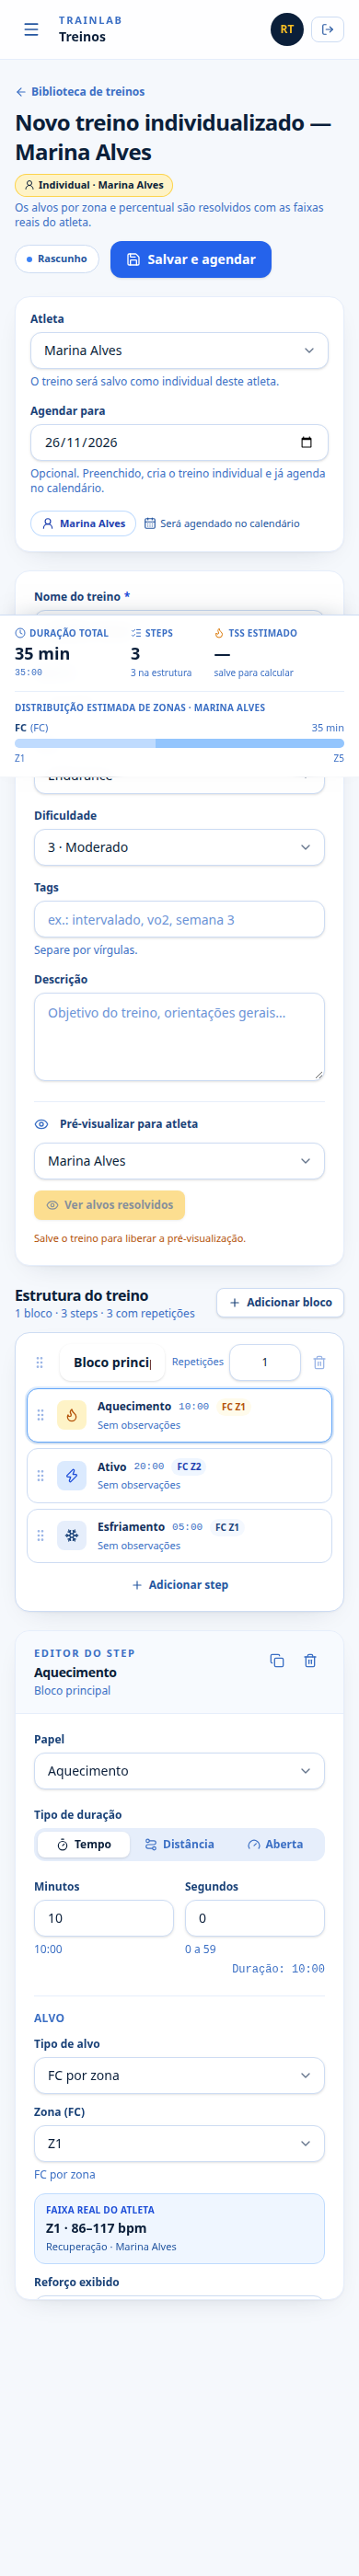 TRAINLAB
Treinos
RT
Biblioteca de treinos
Novo treino individualizado —
Marina Alves
Individual · Marina Alves
Os alvos por zona e percentual são resolvidos com as faixas
reais do atleta.
Rascunho
Salvar e agendar
Atleta
Marina Alves
O treino será salvo como individual deste atleta.
Agendar para
26/11/2026
Opcional. Preenchido, cria o treino individual e já agenda
no calendário.
Marina Alves
Será agendado no calendário
Nome do treino *
DURAÇÃO TOTAL
STEPS
TSS ESTIMADO
35 min
3
—
35:00
3 na estrutura
salve para calcular
DISTRIBUIÇÃO ESTIMADA DE ZONAS · MARINA ALVES
FC (FC)
35 min
Z1
Z5
Endurance
Dificuldade
3 · Moderado
Tags
ex.: intervalado, vo2, semana 3
Separe por vírgulas.
Descrição
Objetivo do treino, orientações gerais...
Pré-visualizar para atleta
Marina Alves
Ver alvos resolvidos
Salve o treino para liberar a pré-visualização.
Estrutura do treino
1 bloco · 3 steps · 3 com repetições
Adicionar bloco
Bloco princip
Repetições
1
Aquecimento 10:00 FC Z1
Sem observações
Ativo 20:00 FC Z2
Sem observações
Esfriamento 05:00 FC Z1
Sem observações
Adicionar step
EDITOR DO STEP
Aquecimento
Bloco principal
Papel
Aquecimento
Tipo de duração
Tempo
Distância
Aberta
Minutos
Segundos
10
0
10:00
0 a 59
Duração: 10:00
ALVO
Tipo de alvo
FC por zona
Zona (FC)
Z1
FC por zona
FAIXA REAL DO ATLETA
Z1 · 86–117 bpm
Recuperação · Marina Alves
Reforço exibido